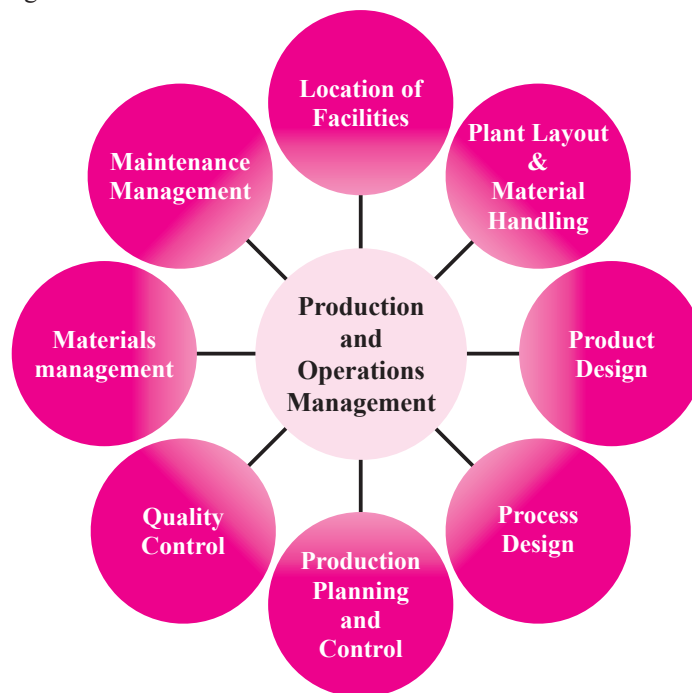 Location of
Facilities
Plant Layout
&
Material
Handling
Product
Design
Process
Design
Production
Planning
and
Control
Quality
Control
Materials
management
Maintenance
Management
Production
and
Operations
Management